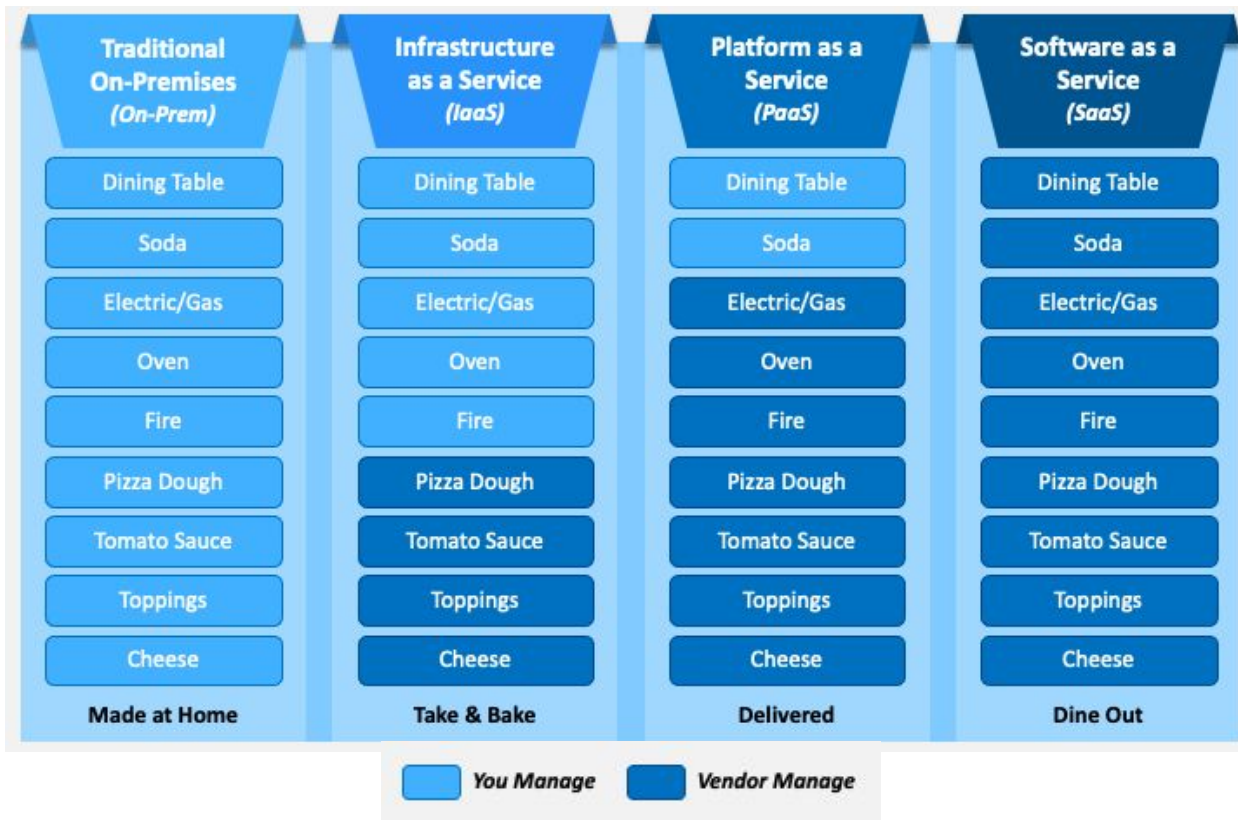 Traditional
On-Premises
(On-Prem)
Infrastructure
as a Service
(IaaS)
Platform as a
Service
(PaaS)
Software as a
Service
(SaaS)
Dining Table
Dining Table
Dining Table
Dining Table
Soda
Soda
Soda
Soda
Electric/Gas
Electric/Gas
Electric/Gas
Electric/Gas
Oven
Oven
Oven
Oven
Fire
Fire
Fire
Fire
Pizza Dough
Pizza Dough
Pizza Dough
Pizza Dough
Tomato Sauce
Tomato Sauce
Tomato Sauce
Tomato Sauce
Toppings
Toppings
Toppings
Toppings
Cheese
Cheese
Cheese
Cheese
Made at Home
Take & Bake
Delivered
Dine Out
You Manage
Vendor Manage